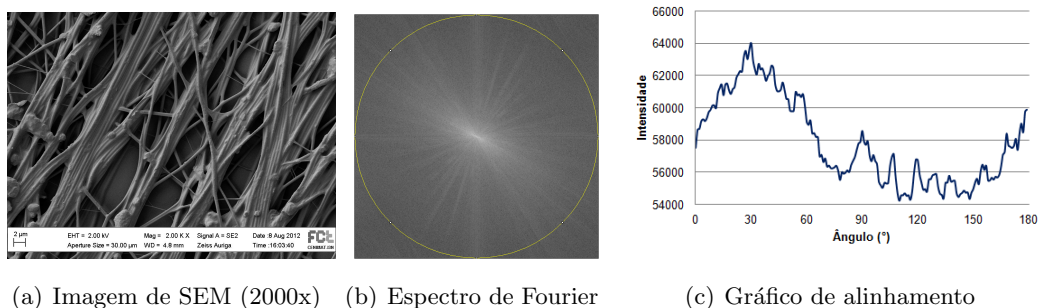 2 µm
EHT = 2.00 kV Mag = 2.00 K X Signal A = SE2 Date :8 Aug 2012
Aperture Size = 30.00 µm WD = 4.8 mm Zeiss Auriga Time :16:03:40
FCT
CENIMAT/I3N
66000
64000
62000
60000
58000
56000
54000
Intensidade
0 30 60 90 120 150 180
Ângulo (°)
(a) Imagem de SEM (2000x) (b) Espectro de Fourier (c) Gráfico de alinhamento